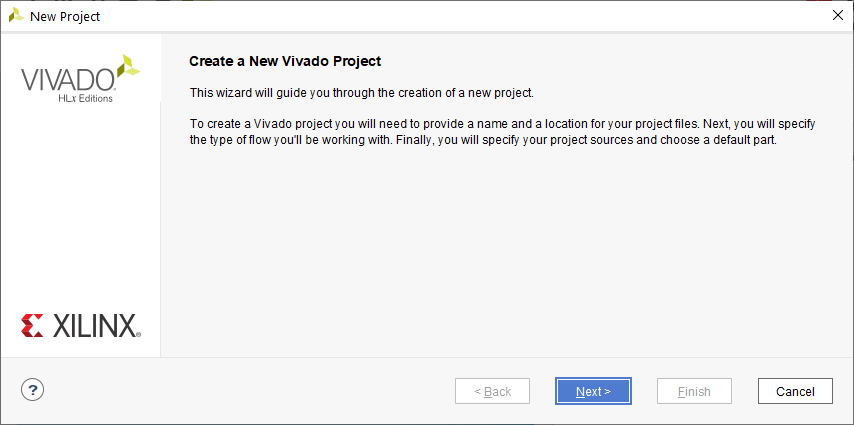 New Project
VIVADO
HLx Editions
Create a New Vivado Project
This wizard will guide you through the creation of a new project.
To create a Vivado project you will need to provide a name and a location for your project files. Next, you will specify
the type of flow you'll be working with. Finally, you will specify your project sources and choose a default part.
XILINX
?
< Back
Next >
Finish
Cancel